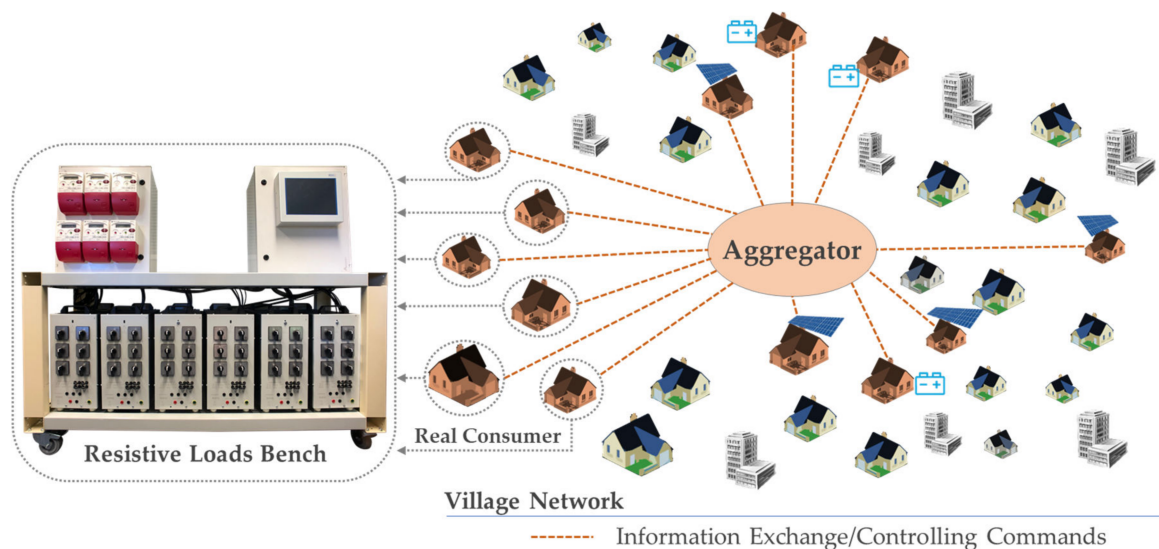 Aggregator
Real Consumer
Resistive Loads Bench
Village Network
Information Exchange/Controlling Commands